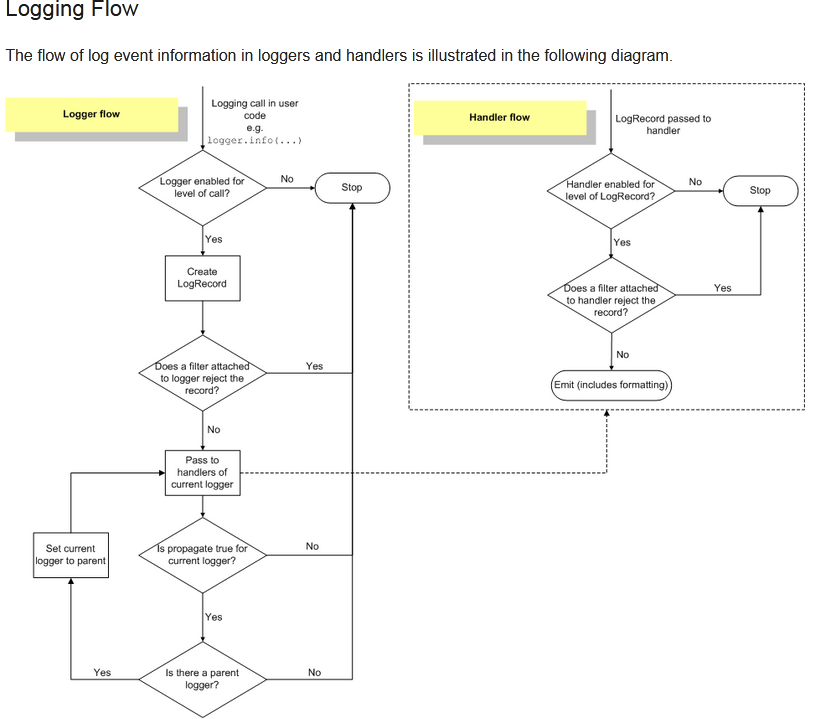 Logging Flow
The flow of log event information in loggers and handlers is illustrated in the following diagram.
Logger flow
Logging call in user
code
e.g.
logger.info(...)
Logger enabled for
level of call?
No
Stop
Yes
Create
LogRecord
Does a filter attached
to logger reject the
record?
Yes
No
Pass to
handlers of
current logger
Set current
logger to parent
Is propagate true for
current logger?
No
Yes
Is there a parent
logger?
Yes
No
Handler flow
LogRecord passed to
handler
Handler enabled for
level of LogRecord?
No
Stop
Yes
Does a filter attached
to handler reject the
record?
Yes
No
Emit (includes formatting)